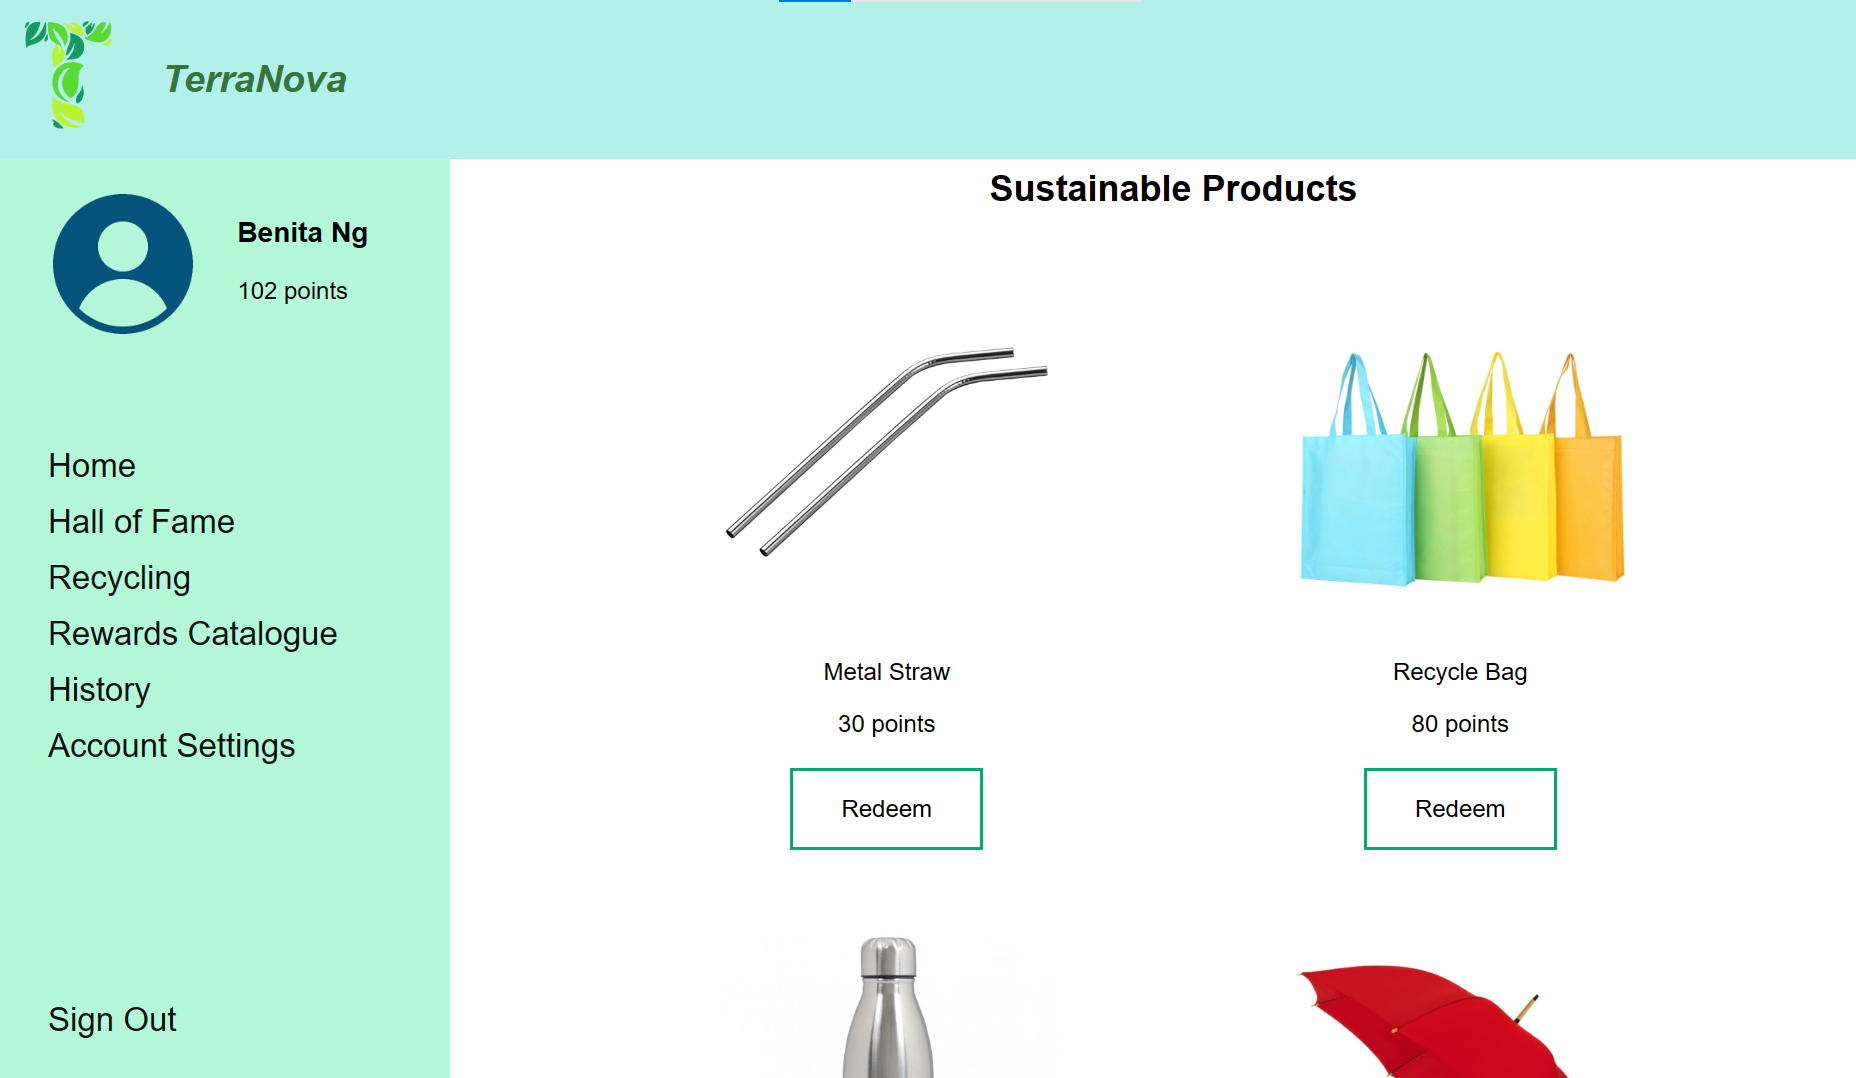 TerraNova
Benita Ng
102 points
Home
Hall of Fame
Recycling
Rewards Catalogue
History
Account Settings
Sign Out
Sustainable Products
Metal Straw
30 points
Redeem
Recycle Bag
80 points
Redeem